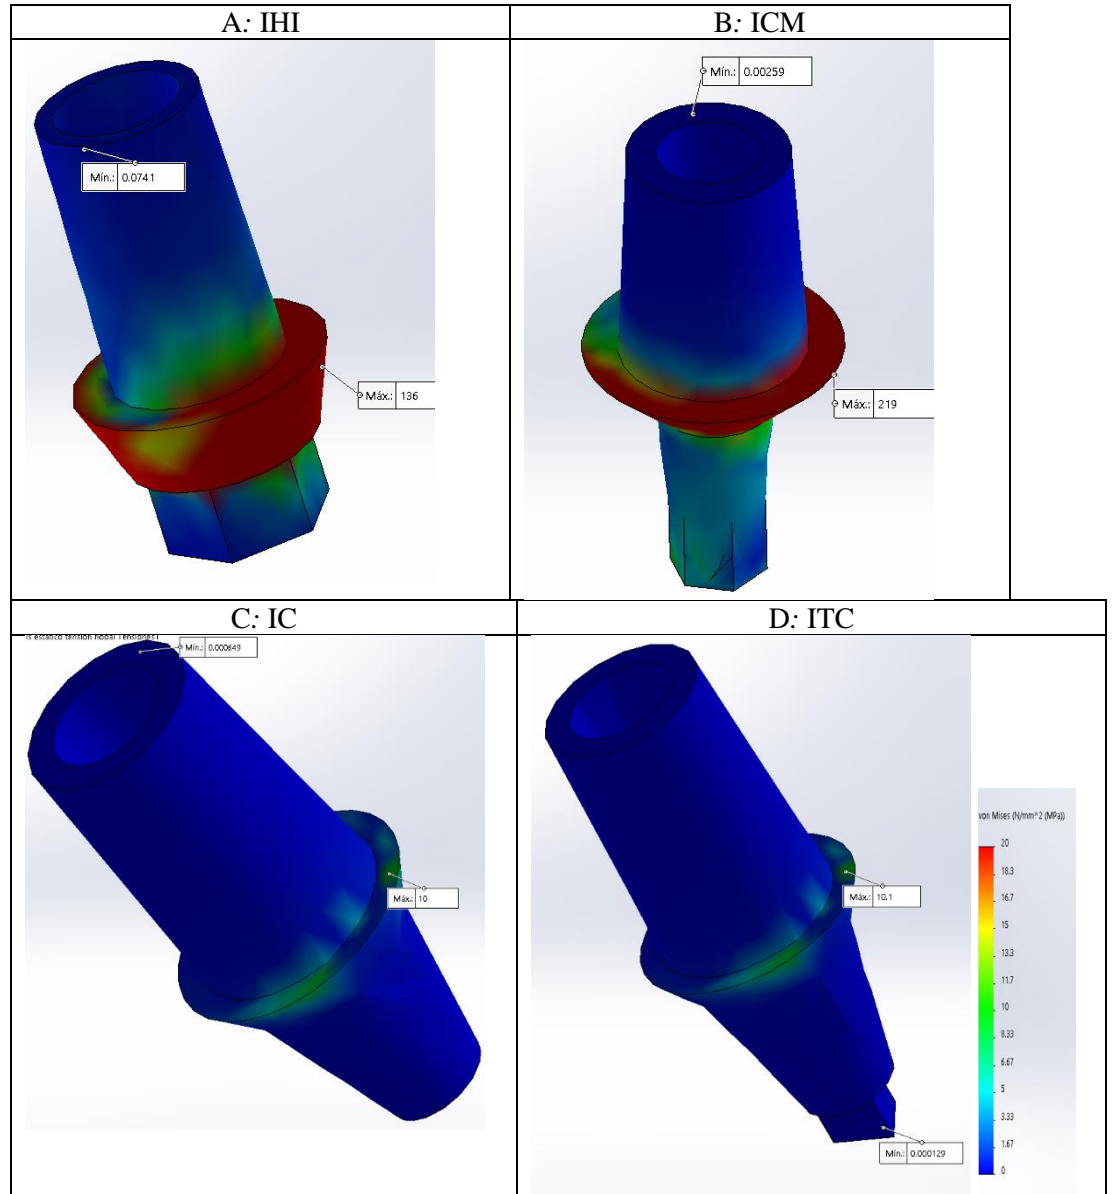 A: IHI
B: ICM
Mín.: 0.00259
Mín.: 0.0741
Máx.: 136
Máx.: 219
C: IC
D: ITC
Mín.: 0.000649
Máx.: 10
Máx.: 10.1
Mín.: 0.000129
von Mises (N/mm^2 (MPa))
20
18.3
16.7
15
13.3
11.7
10
8.33
6.67
5
3.33
1.67
0